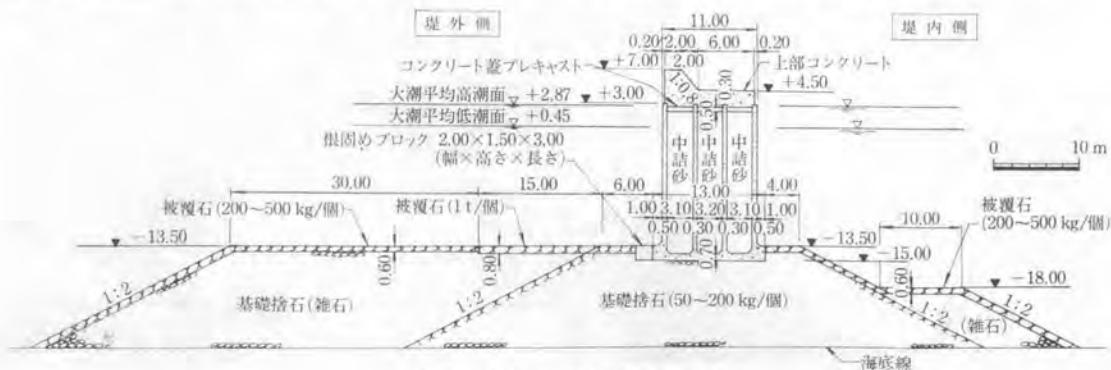 堤外側
堤内側
11.00
0.20 2.00 6.00 0.20
コンクリート蓋プレキャスト
+7.00 2.00
上部コンクリート
1:0.8
0.30
+4.50
大潮平均高潮面 +2.87 +3.00
0.50
大潮平均低潮面 +0.45
根固めブロック 2.00×1.50×3.00
(幅×高さ×長さ)
中詰砂
中詰砂
中詰砂
0 10 m
30.00 15.00 6.00 13.00 4.00
被覆石(200～500 kg/個)
被覆石(1 t/個)
1.00 3.10 3.20 3.10 1.00
0.50 0.30 0.30 0.50
被覆石
(200～500 kg/個)
10.00
-13.50
0.60
0.80
0.70
-13.50
-15.00
0.60
-18.00
1:2
基礎捨石(雑石)
1:2
基礎捨石(50～200 kg/個)
1:2
(雑石)
1:2
海底線